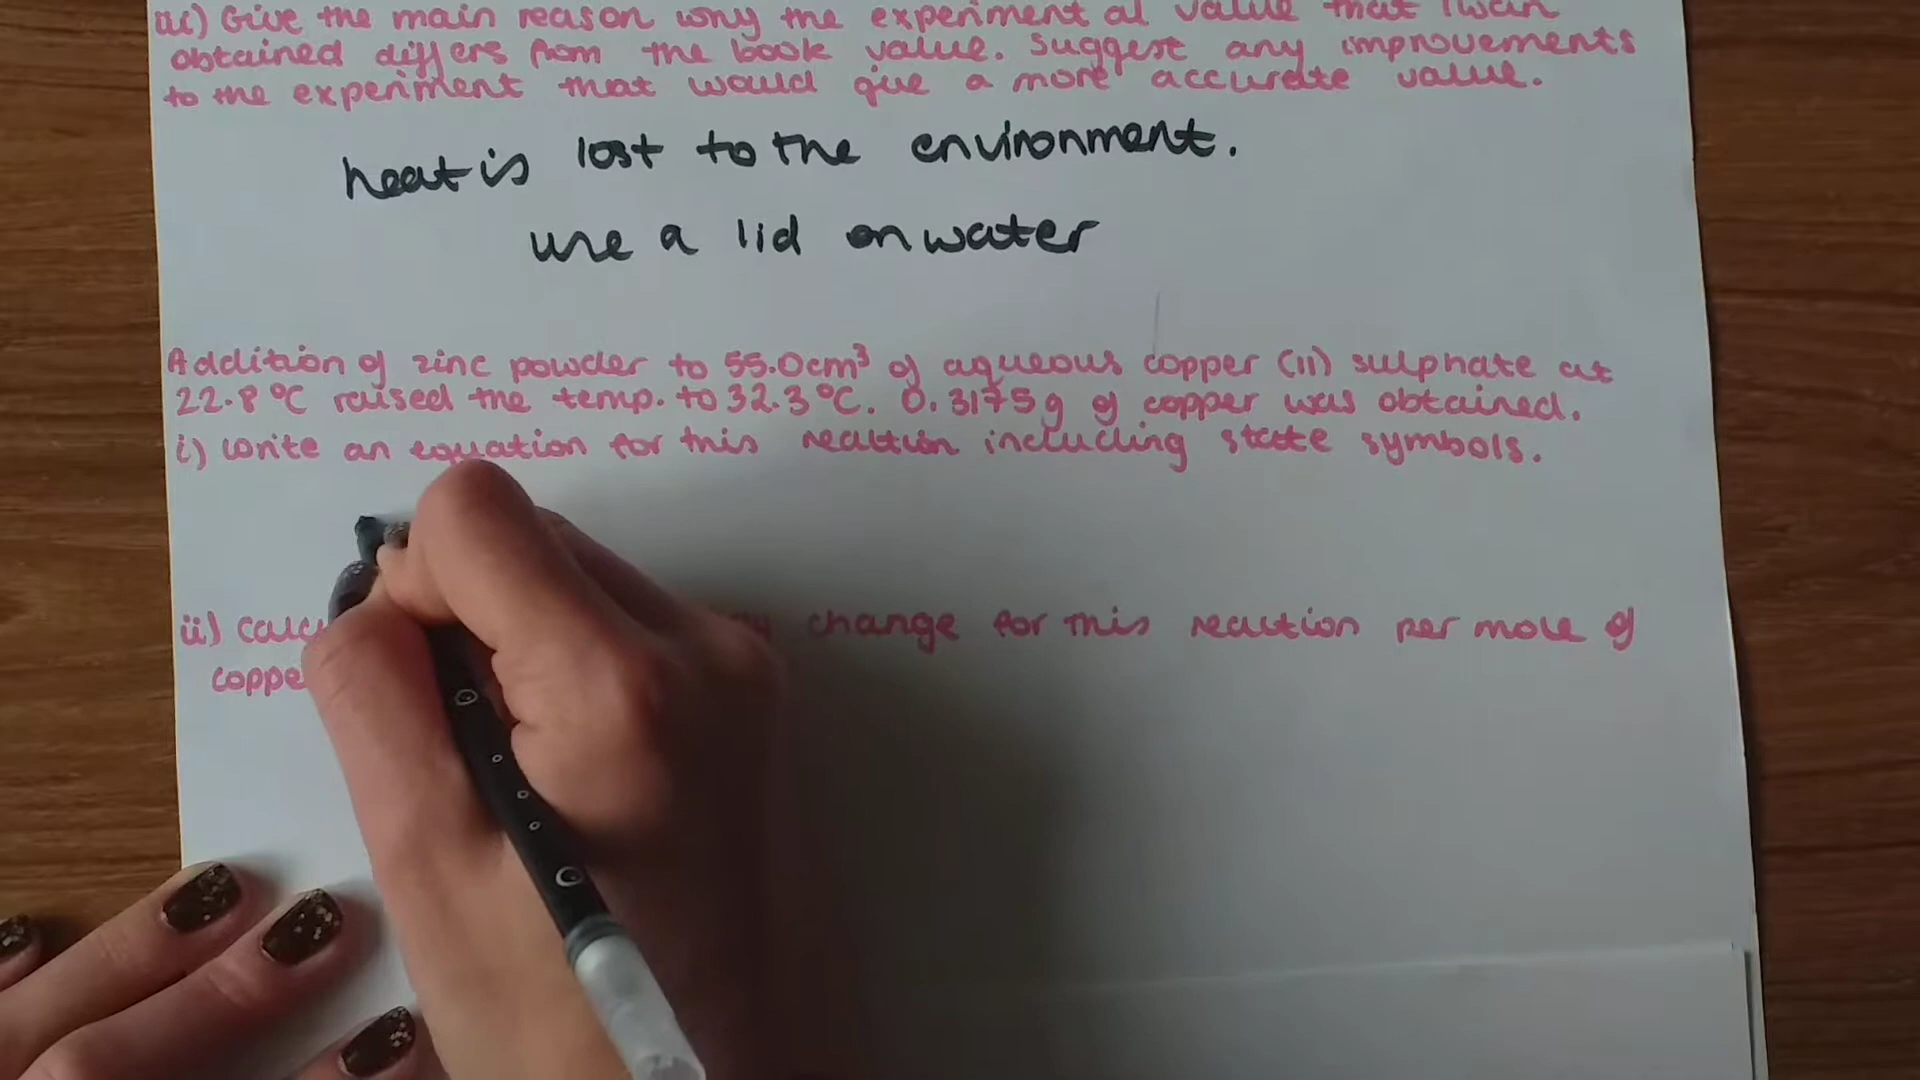 Give the main reason why the experiment al value that Iwan
obtained differs from the book value. Suggest any improvements
to the experiment that would give a more accurate value.
heat is lost to the environment.
use a lid on water
Addition of zinc powder to 55.0cm³ of aqueous copper (II) sulphate at
22.8°C raised the temp. to 32.3°C. 0.3175g of copper was obtained.
i) write an equation for this reaction including state symbols.
ii) change for this reaction per mole of